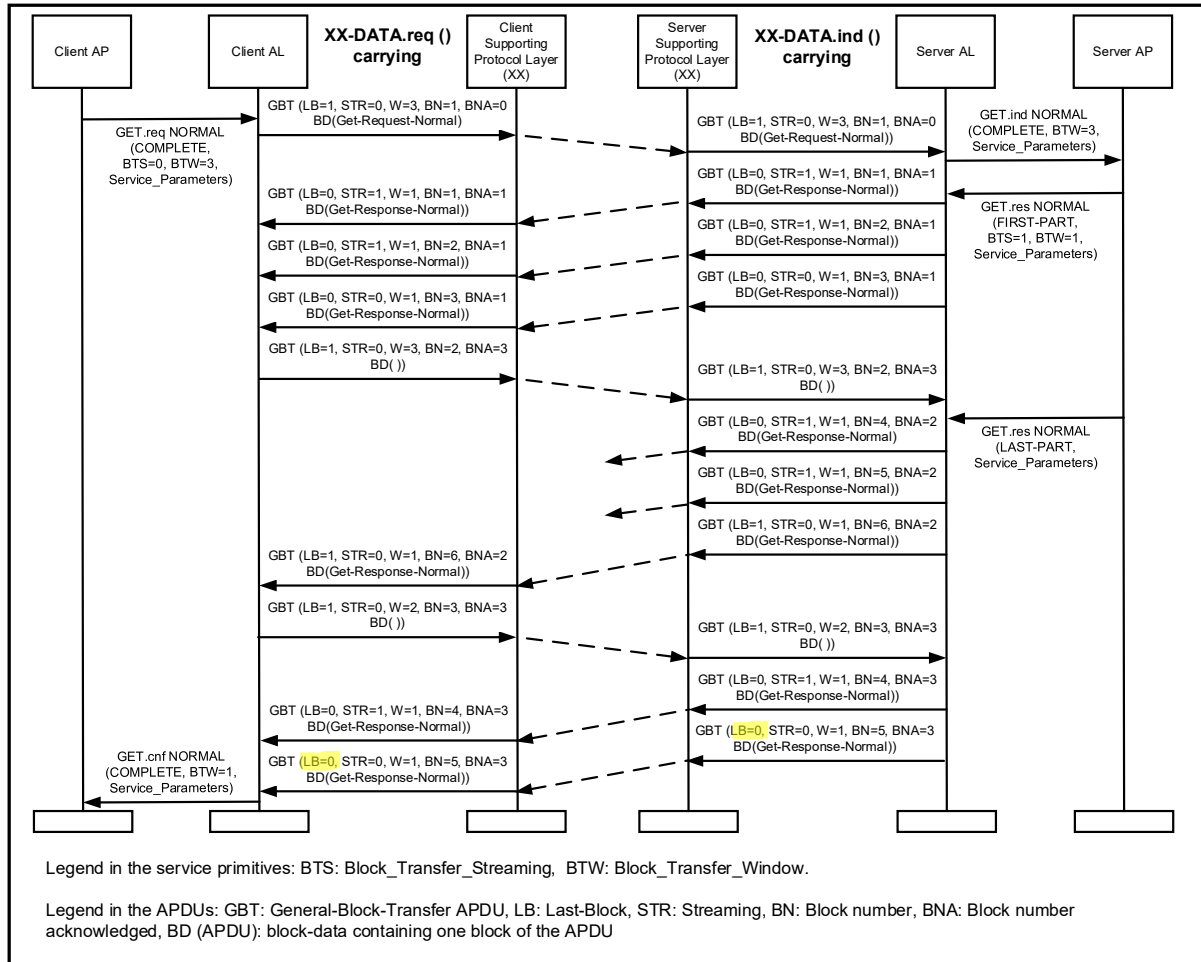 Client AP
Client AL
XX-DATA.req ()
carrying
Client
Supporting
Protocol Layer
(XX)
Server
Supporting
Protocol Layer
(XX)
XX-DATA.ind ()
carrying
Server AL
Server AP
GBT (LB=1, STR=0, W=3, BN=1, BNA=0
BD(Get-Request-Normal)
GET.req NORMAL
(COMPLETE,
BTS=0, BTW=3,
Service_Parameters)
GBT (LB=1, STR=0, W=3, BN=1, BNA=0
BD(Get-Request-Normal)
GET.ind NORMAL
(COMPLETE, BTW=3,
Service_Parameters)
GBT (LB=0, STR=1, W=1, BN=1, BNA=1
BD(Get-Response-Normal))
GBT (LB=0, STR=1, W=1, BN=1, BNA=1
BD(Get-Response-Normal))
GET.res NORMAL
(FIRST-PART,
BTS=1, BTW=1,
Service_Parameters)
GBT (LB=0, STR=1, W=1, BN=2, BNA=1
BD(Get-Response-Normal))
GBT (LB=0, STR=1, W=1, BN=2, BNA=1
BD(Get-Response-Normal))
GBT (LB=0, STR=0, W=1, BN=3, BNA=1
BD(Get-Response-Normal))
GBT (LB=0, STR=0, W=1, BN=3, BNA=1
BD(Get-Response-Normal))
GBT (LB=1, STR=0, W=3, BN=2, BNA=3
BD( ))
GBT (LB=1, STR=0, W=3, BN=2, BNA=3
BD( ))
GBT (LB=0, STR=1, W=1, BN=4, BNA=2
BD(Get-Response-Normal)
GET.res NORMAL
(LAST-PART,
Service_Parameters)
GBT (LB=0, STR=1, W=1, BN=5, BNA=2
BD(Get-Response-Normal))
GBT (LB=1, STR=0, W=1, BN=6, BNA=2
BD(Get-Response-Normal))
GBT (LB=1, STR=0, W=1, BN=6, BNA=2
BD(Get-Response-Normal))
GBT (LB=1, STR=0, W=2, BN=3, BNA=3
BD( ))
GBT (LB=1, STR=0, W=2, BN=3, BNA=3
BD( ))
GBT (LB=0, STR=1, W=1, BN=4, BNA=3
BD(Get-Response-Normal))
GBT (LB=0, STR=1, W=1, BN=4, BNA=3
BD(Get-Response-Normal))
GBT (LB=0, STR=0, W=1, BN=5, BNA=3
BD(Get-Response-Normal))
GET.cnf NORMAL
(COMPLETE, BTW=1,
Service_Parameters)
GBT (LB=0, STR=0, W=1, BN=5, BNA=3
BD(Get-Response-Normal))
Legend in the service primitives: BTS: Block_Transfer_Streaming, BTW: Block_Transfer_Window.
Legend in the APDUs: GBT: General-Block-Transfer APDU, LB: Last-Block, STR: Streaming, BN: Block number, BNA: Block number
acknowledged, BD (APDU): block-data containing one block of the APDU